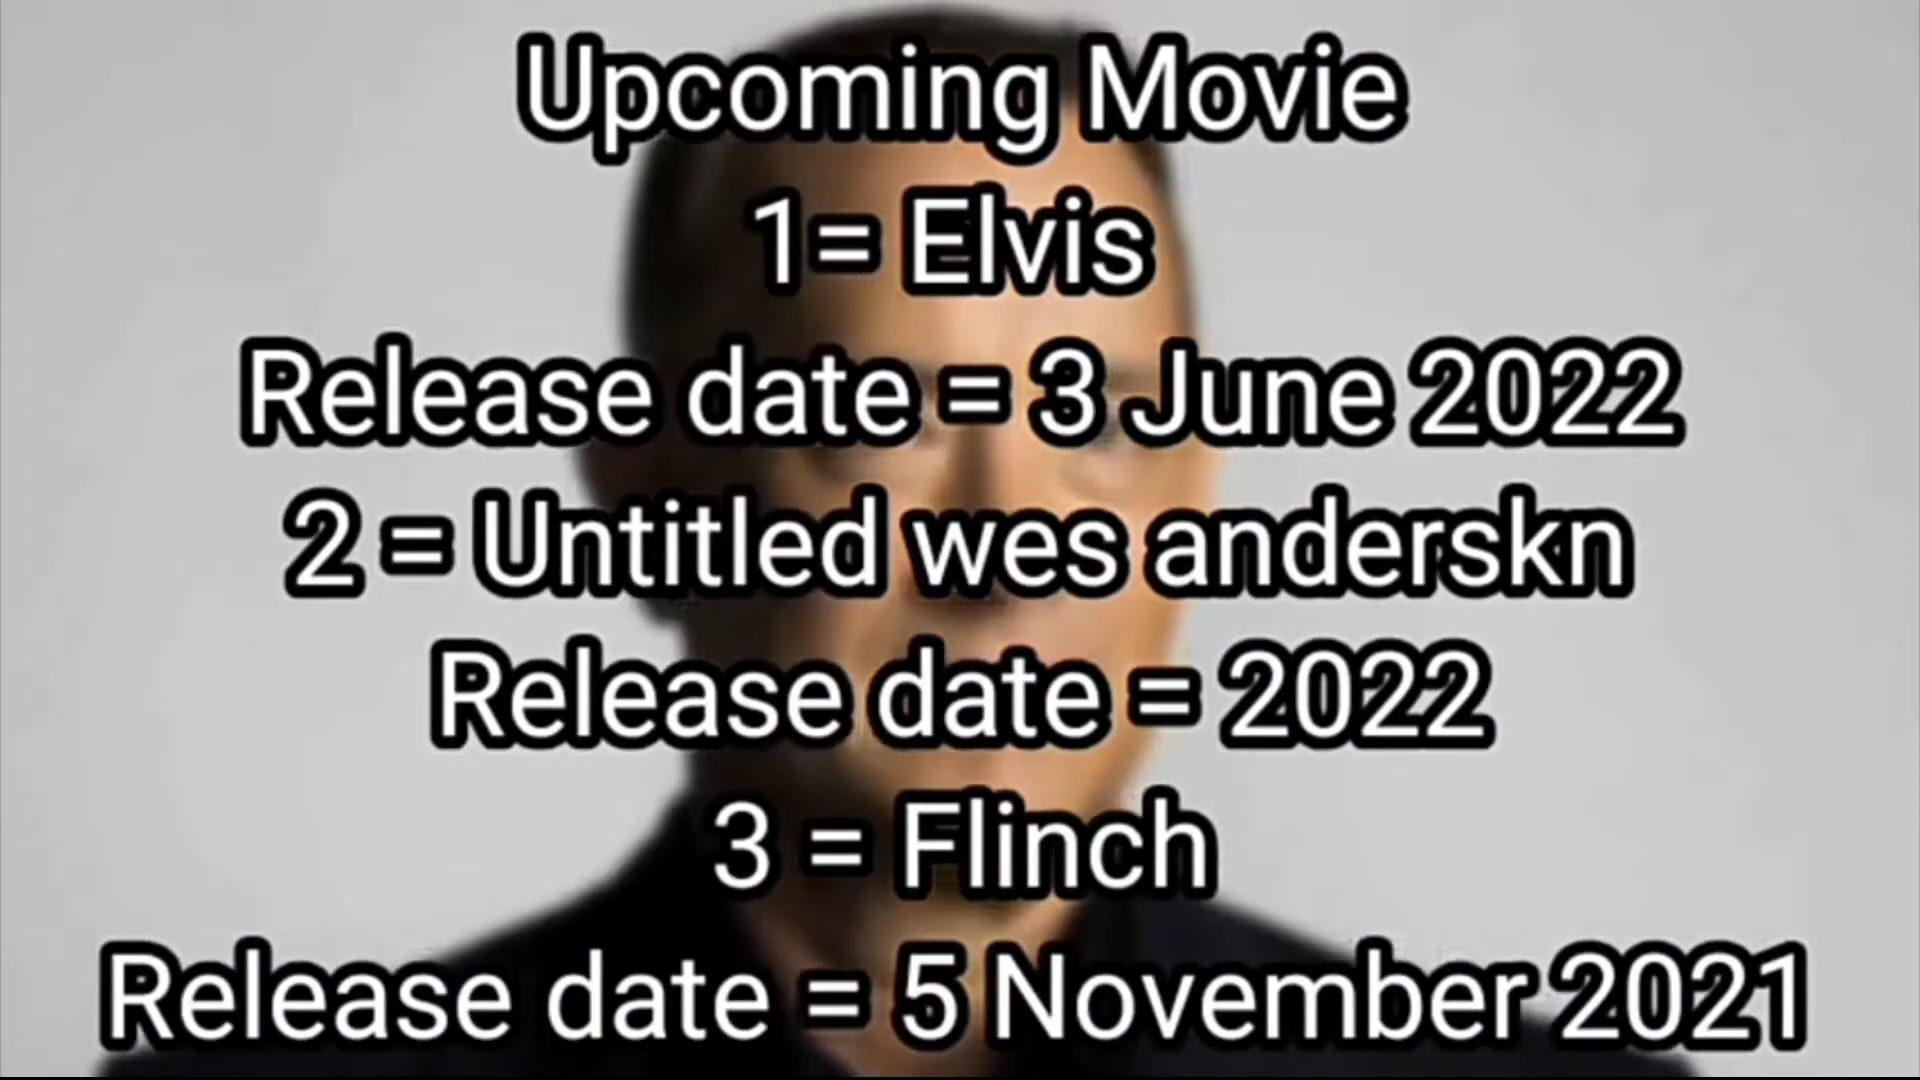 Upcoming Movie
1= Elvis
Release date = 3 June 2022
2 = Untitled wes anderskn
Release date = 2022
3 = Flinch
Release date = 5 November 2021